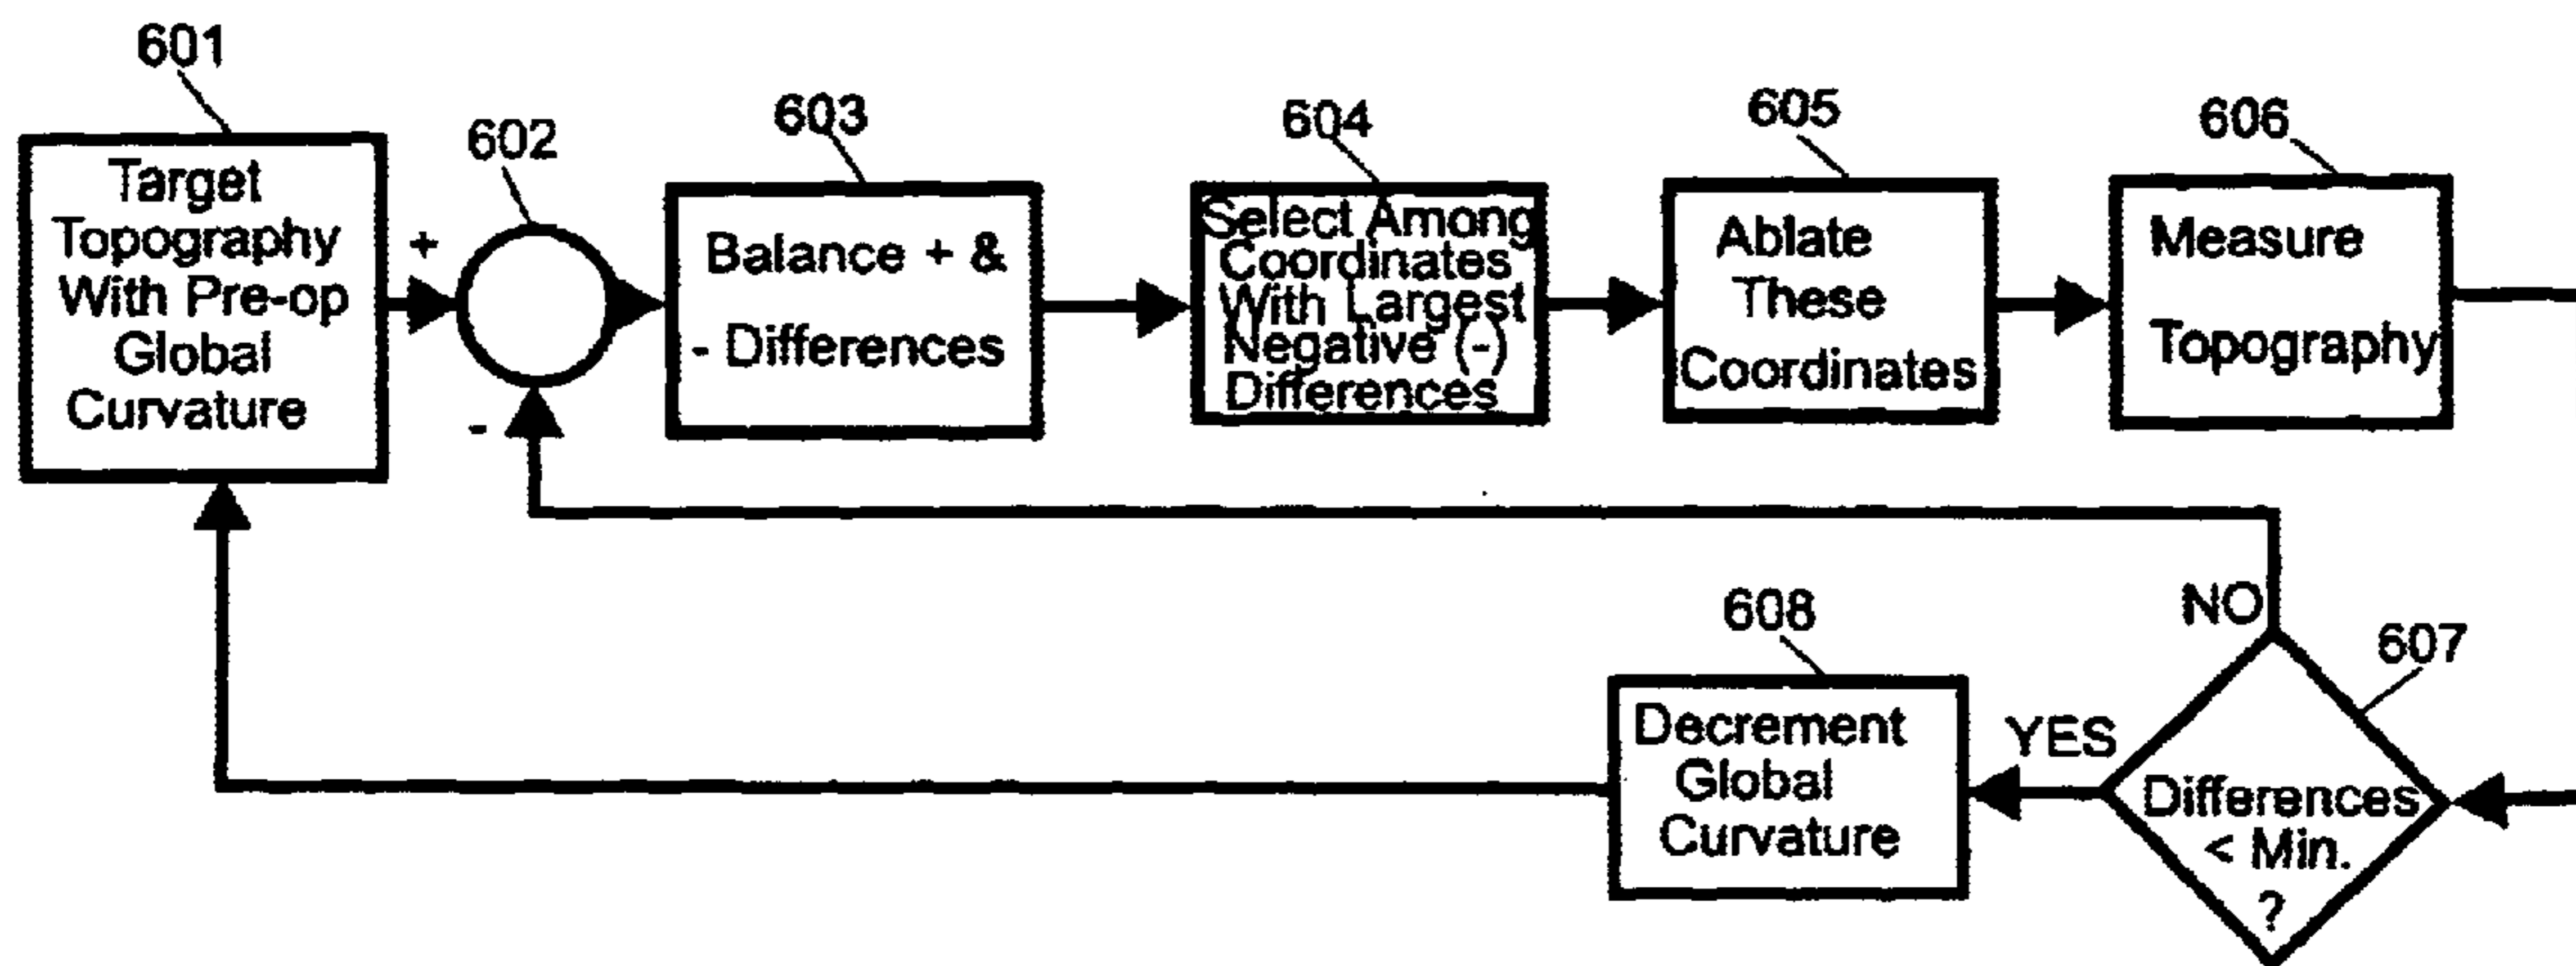 601
Target
Topography
With Pre-op
Global
Curvature
+
-
602
603
Balance + &
- Differences
604
Select Among
Coordinates
With Largest
Negative (-)
Differences
605
Ablate
These
Coordinates
606
Measure
Topography
NO
607
Differences
< Min.
?
YES
608
Decrement
Global
Curvature